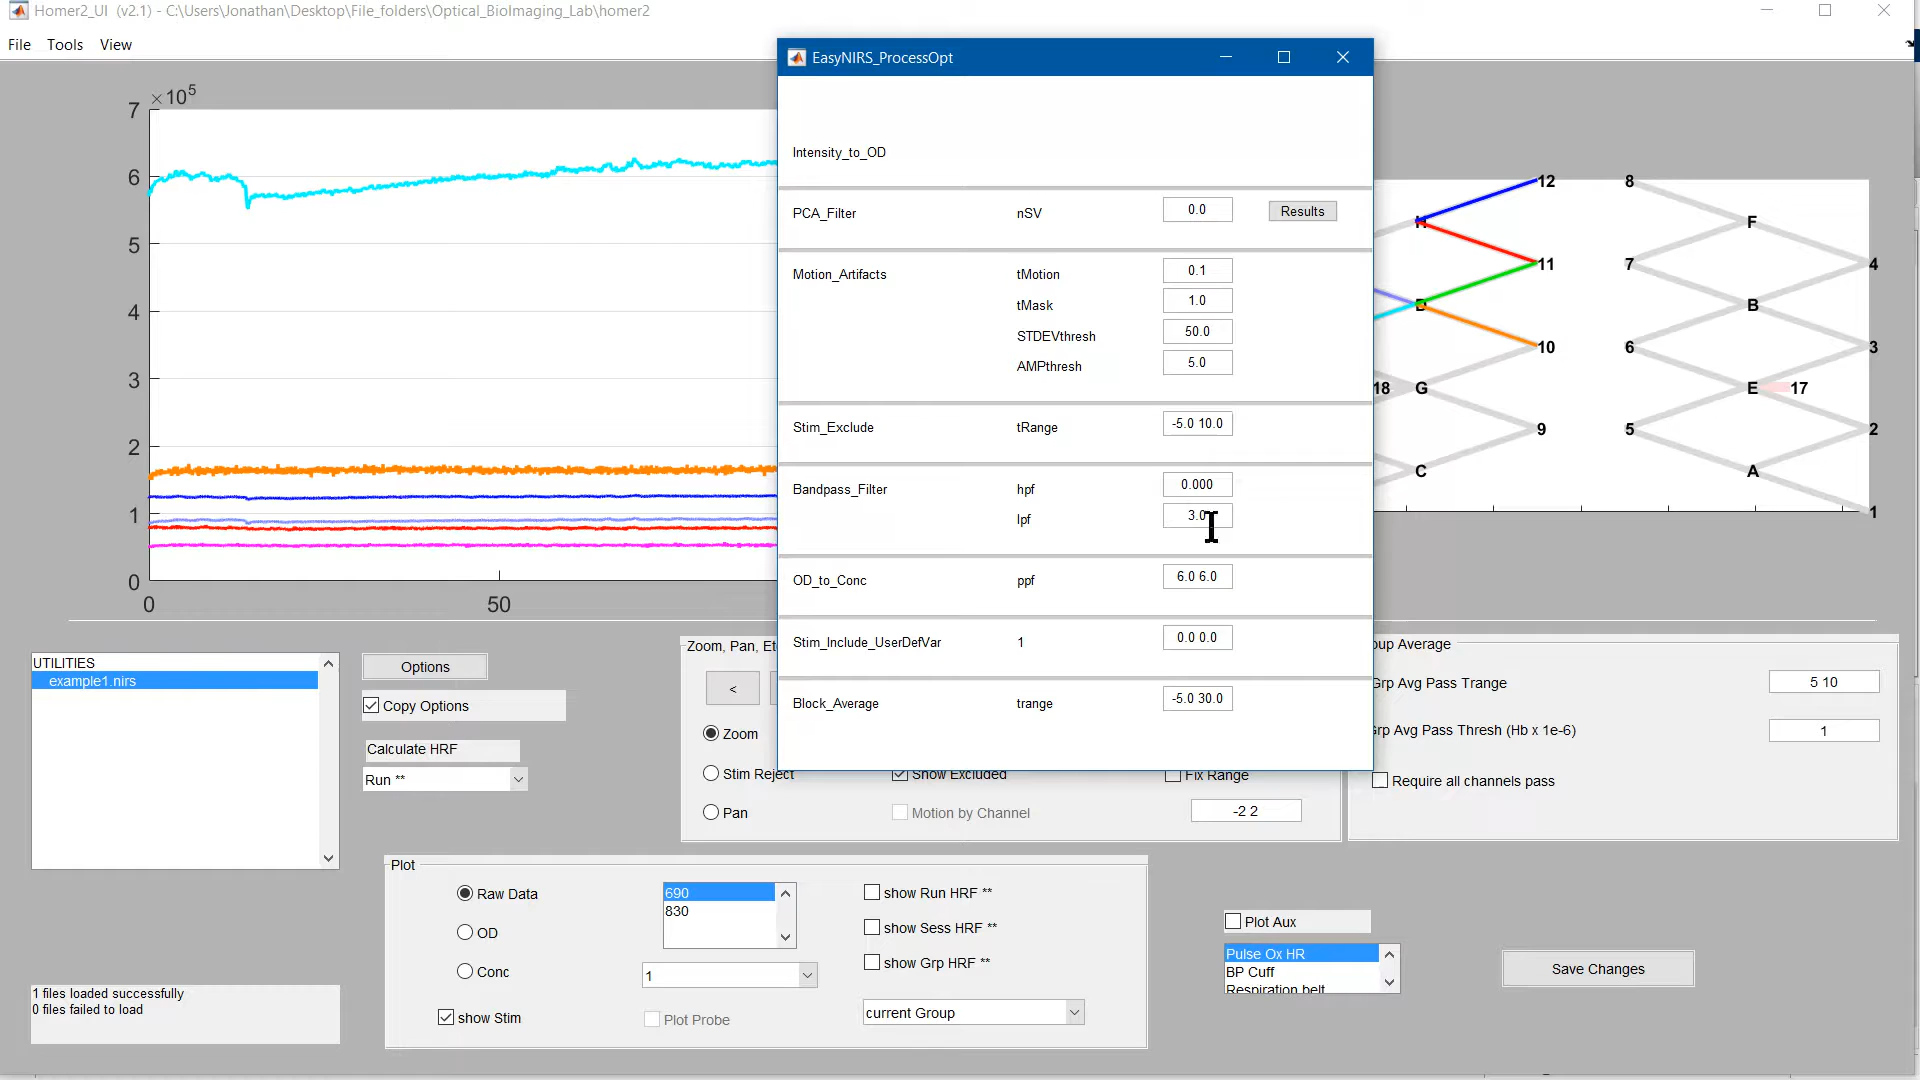 Homer2_UI (v2.1) - C:\Users\Jonathan\Desktop\File_folders\Optical_BioImaging_Lab\homer2
File Tools View
EasyNIRS_ProcessOpt
×10^5
7
6
5
4
3
2
1
0
0 50
Intensity_to_OD
PCA_Filter nSV 0.0 Results
Motion_Artifacts tMotion 0.1
tMask 1.0
STDEVthresh 50.0
AMPthresh 5.0
Stim_Exclude tRange -5.0 10.0
Bandpass_Filter hpf 0.000
lpf 3.0
OD_to_Conc ppf 6.0 6.0
Stim_Include_UserDefVar 1 0.0 0.0
Block_Average trange -5.0 30.0
12 8
H F
11 7 4
D B
10 6 3
18 G E 17
9 5 2
C A
1
UTILITIES
example1.nirs
1 files loaded successfully
0 files failed to load
Options
Copy Options
Calculate HRF
Run **
Zoom, Pan, Et
<
Zoom
Stim Reject
Pan
Show Excluded
Motion by Channel
Fix Range
-2 2
oup Average
Grp Avg Pass Trange 5 10
Grp Avg Pass Thresh (Hb x 1e-6) 1
Require all channels pass
Plot
Raw Data
OD
Conc
show Stim
690
830
1
Plot Probe
show Run HRF **
show Sess HRF **
show Grp HRF **
current Group
Plot Aux
Pulse Ox HR
BP Cuff
Respiration belt
Save Changes